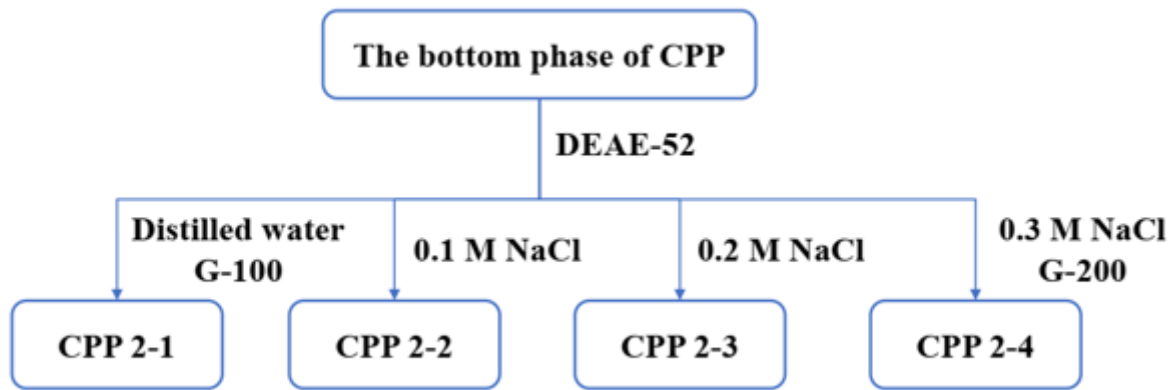 The bottom phase of CPP
DEAE-52
Distilled water
G-100
0.1 M NaCl
0.2 M NaCl
0.3 M NaCl
G-200
CPP 2-1
CPP 2-2
CPP 2-3
CPP 2-4